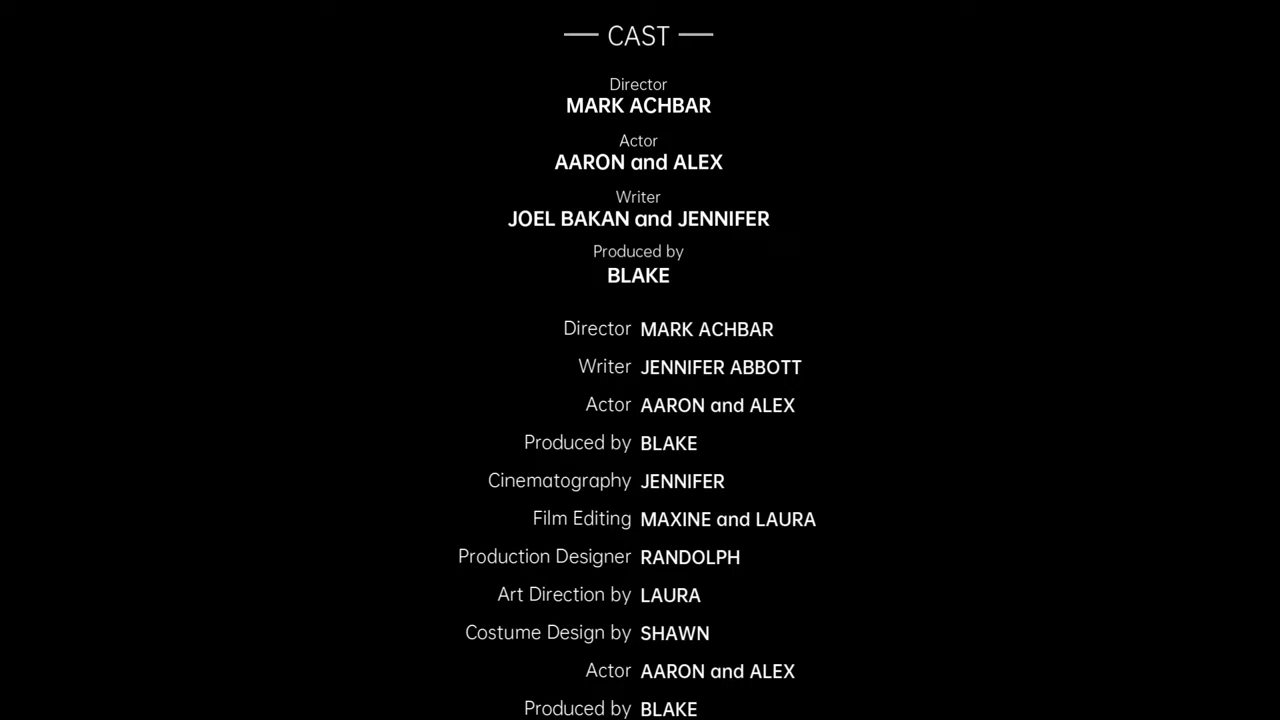 CAST
Director
MARK ACHBAR
Actor
AARON and ALEX
Writer
JOEL BAKAN and JENNIFER
Produced by
BLAKE
Director MARK ACHBAR
Writer JENNIFER ABBOTT
Actor AARON and ALEX
Produced by BLAKE
Cinematography JENNIFER
Film Editing MAXINE and LAURA
Production Designer RANDOLPH
Art Direction by LAURA
Costume Design by SHAWN
Actor AARON and ALEX
Produced by BLAKE